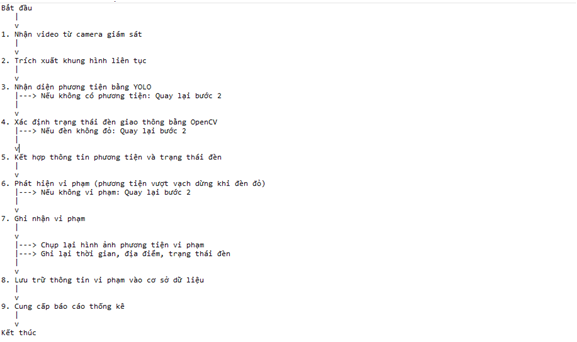 Bắt đầu
|
v
1. Nhận video từ camera giám sát
|
v
2. Trích xuất khung hình liên tục
|
v
3. Nhận diện phương tiện bằng YOLO
|---> Nếu không có phương tiện: Quay lại bước 2
|
v
4. Xác định trạng thái đèn giao thông bằng OpenCV
|---> Nếu đèn không đỏ: Quay lại bước 2
|
v
5. Kết hợp thông tin phương tiện và trạng thái đèn
|
v
6. Phát hiện vi phạm (phương tiện vượt vạch dừng khi đèn đỏ)
|---> Nếu không vi phạm: Quay lại bước 2
|
v
7. Ghi nhận vi phạm
|
v
|---> Chụp lại hình ảnh phương tiện vi phạm
|---> Ghi lại thời gian, địa điểm, trạng thái đèn
|
v
8. Lưu trữ thông tin vi phạm vào cơ sở dữ liệu
|
v
9. Cung cấp báo cáo thống kê
|
v
Kết thúc